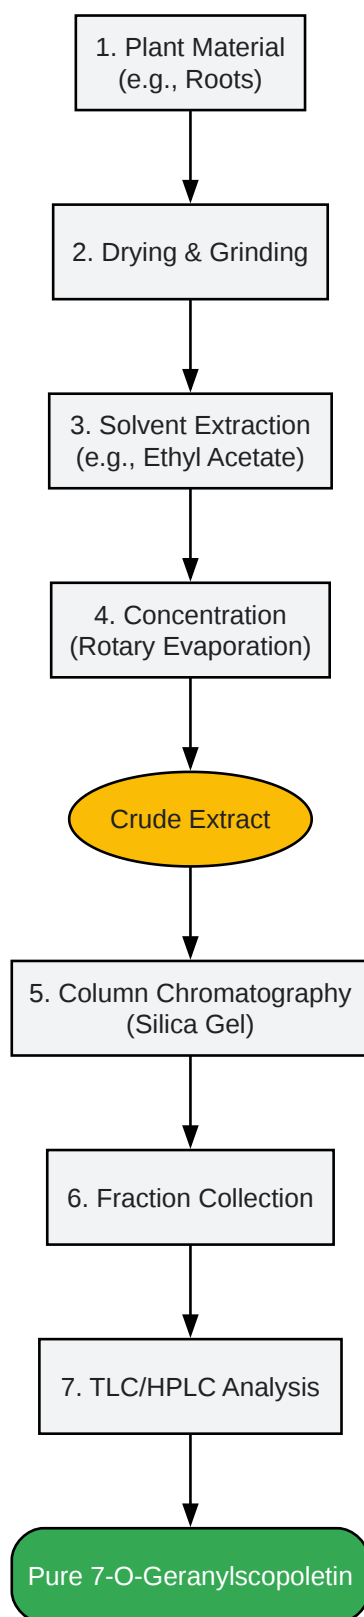 1. Plant Material
(e.g., Roots)
2. Drying & Grinding
3. Solvent Extraction
(e.g., Ethyl Acetate)
4. Concentration
(Rotary Evaporation)
Crude Extract
5. Column Chromatography
(Silica Gel)
6. Fraction Collection
7. TLC/HPLC Analysis
Pure 7-O-Geranylscopoletin